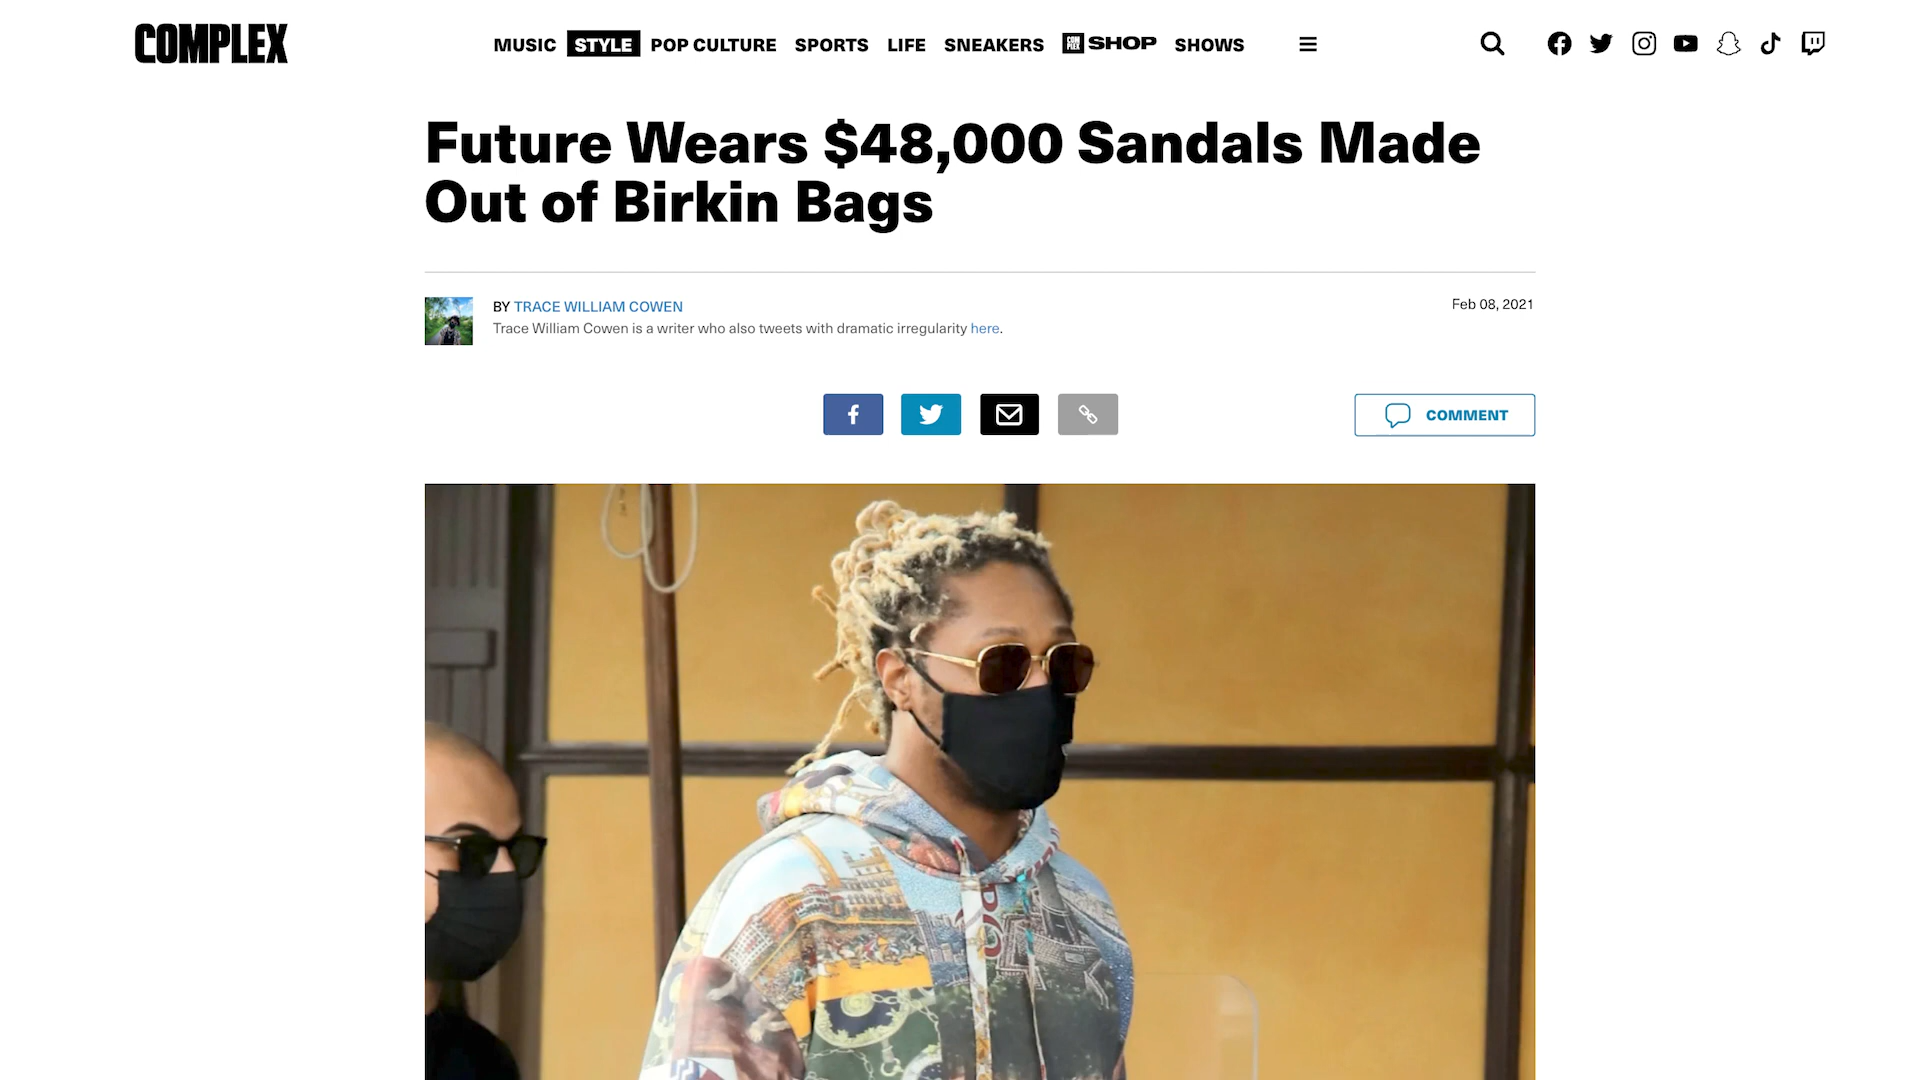 COMPLEX
MUSIC STYLE POP CULTURE SPORTS LIFE SNEAKERS COMPLEX SHOP SHOWS
Future Wears $48,000 Sandals Made
Out of Birkin Bags
BY TRACE WILLIAM COWEN
Feb 08, 2021
Trace William Cowen is a writer who also tweets with dramatic irregularity here.
COMMENT